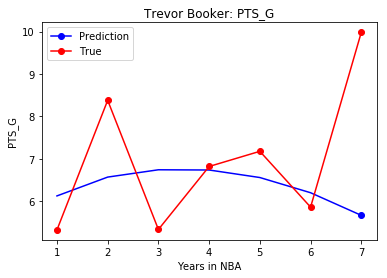 Trevor Booker: PTS_G
Prediction
True
10
9
8
7
6
PTS_G
1 2 3 4 5 6 7
Years in NBA